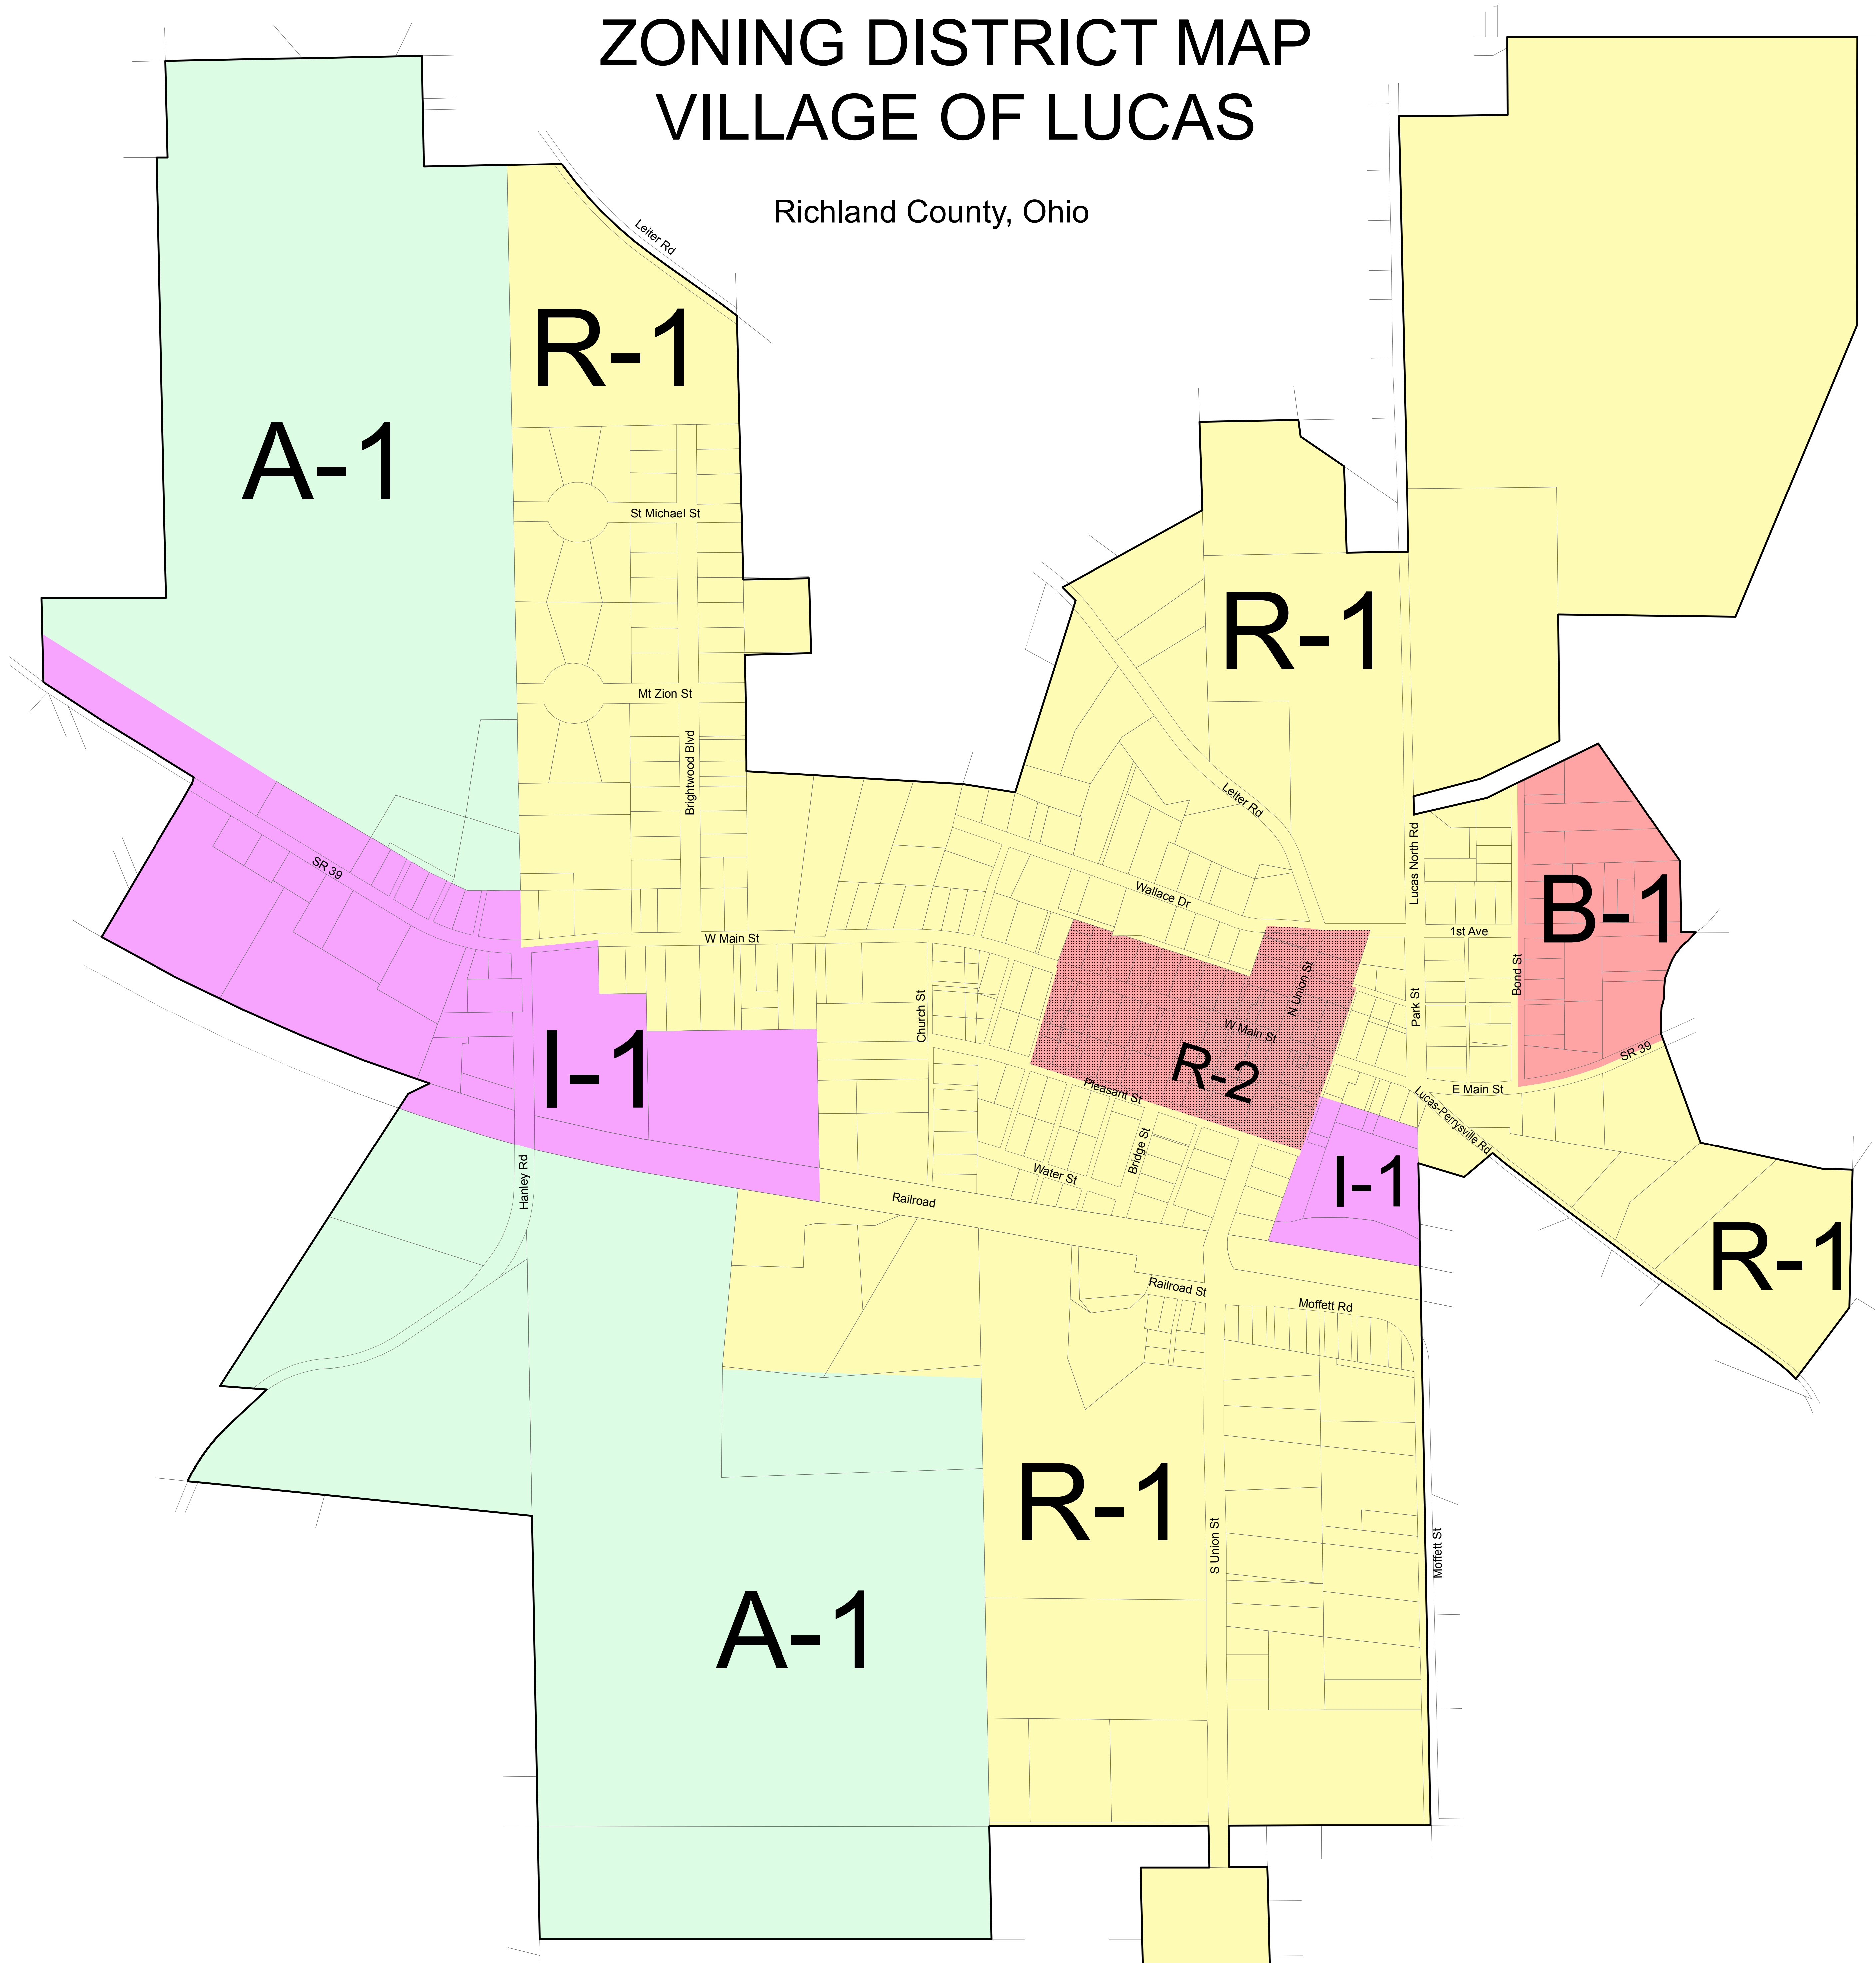 ZONING DISTRICT MAP
VILLAGE OF LUCAS
Richland County, Ohio
Leiter Rd
R-1
A-1
St Michael St
R-1
Mt Zion St
Brightwood Blvd
Leiter Rd
SR 39
Lucas North Rd
Wallace Dr
B-1
W Main St
1st Ave
Bond St
N Union St
Park St
Church St
W Main St
I-1
R-2
SR 39
Pleasant St
E Main St
Lucas-Perrysville Rd
Bridge St
Water St
Hanley Rd
I-1
Railroad
R-1
Railroad St
Moffett Rd
R-1
S Union St
Moffett St
A-1